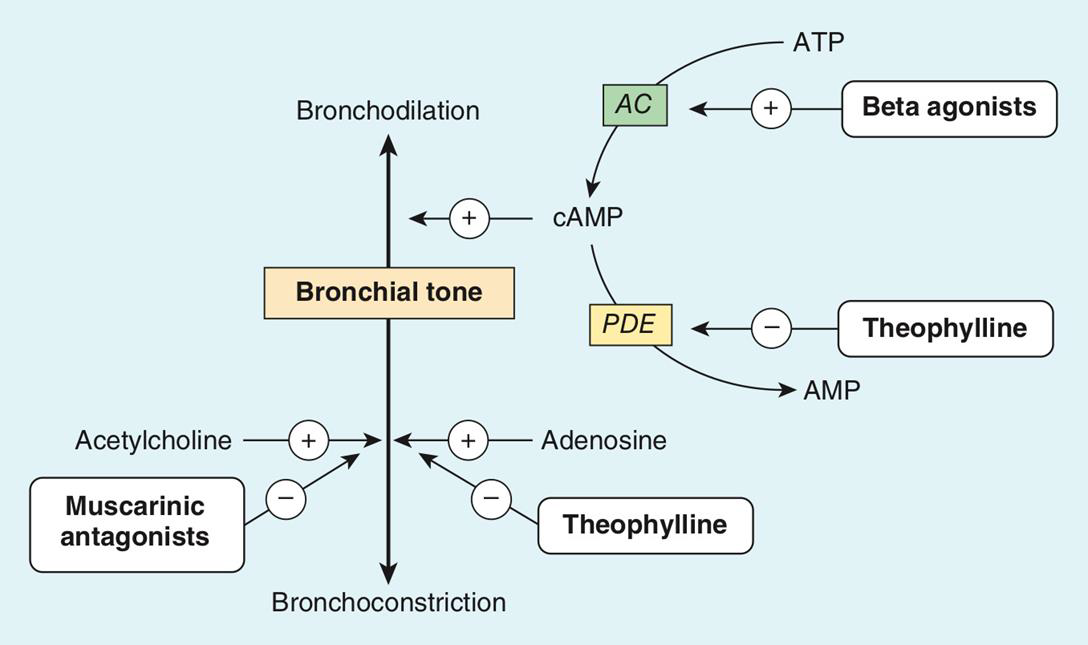 ATP
AC
+
Beta agonists
Bronchodilation
+
cAMP
Bronchial tone
PDE
−
Theophylline
AMP
Acetylcholine
+
+
Adenosine
Muscarinic
antagonists
−
−
Theophylline
Bronchoconstriction